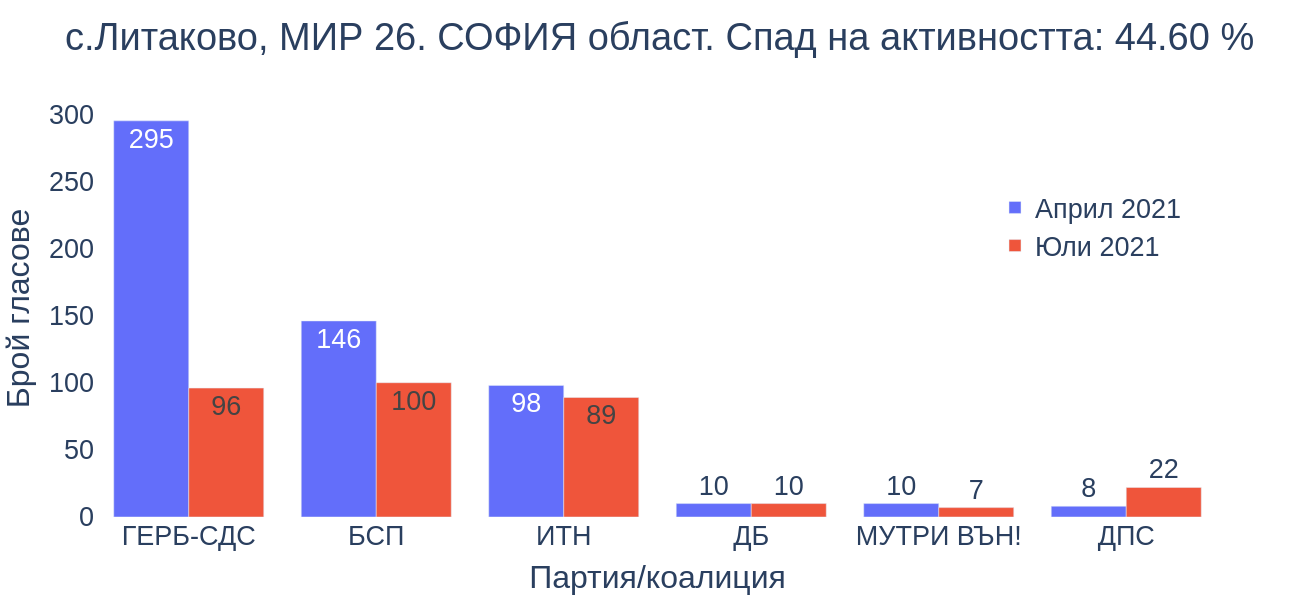 с.Литаково, МИР 26. СОФИЯ област. Спад на активността: 44.60 %
Брой гласове
300
250
200
150
100
50
0
295
96
146
100
98
89
10
10
10
7
8
22
Април 2021
Юли 2021
ГЕРБ-СДС
БСП
ИТН
ДБ
МУТРИ ВЪН!
ДПС
Партия/коалиция